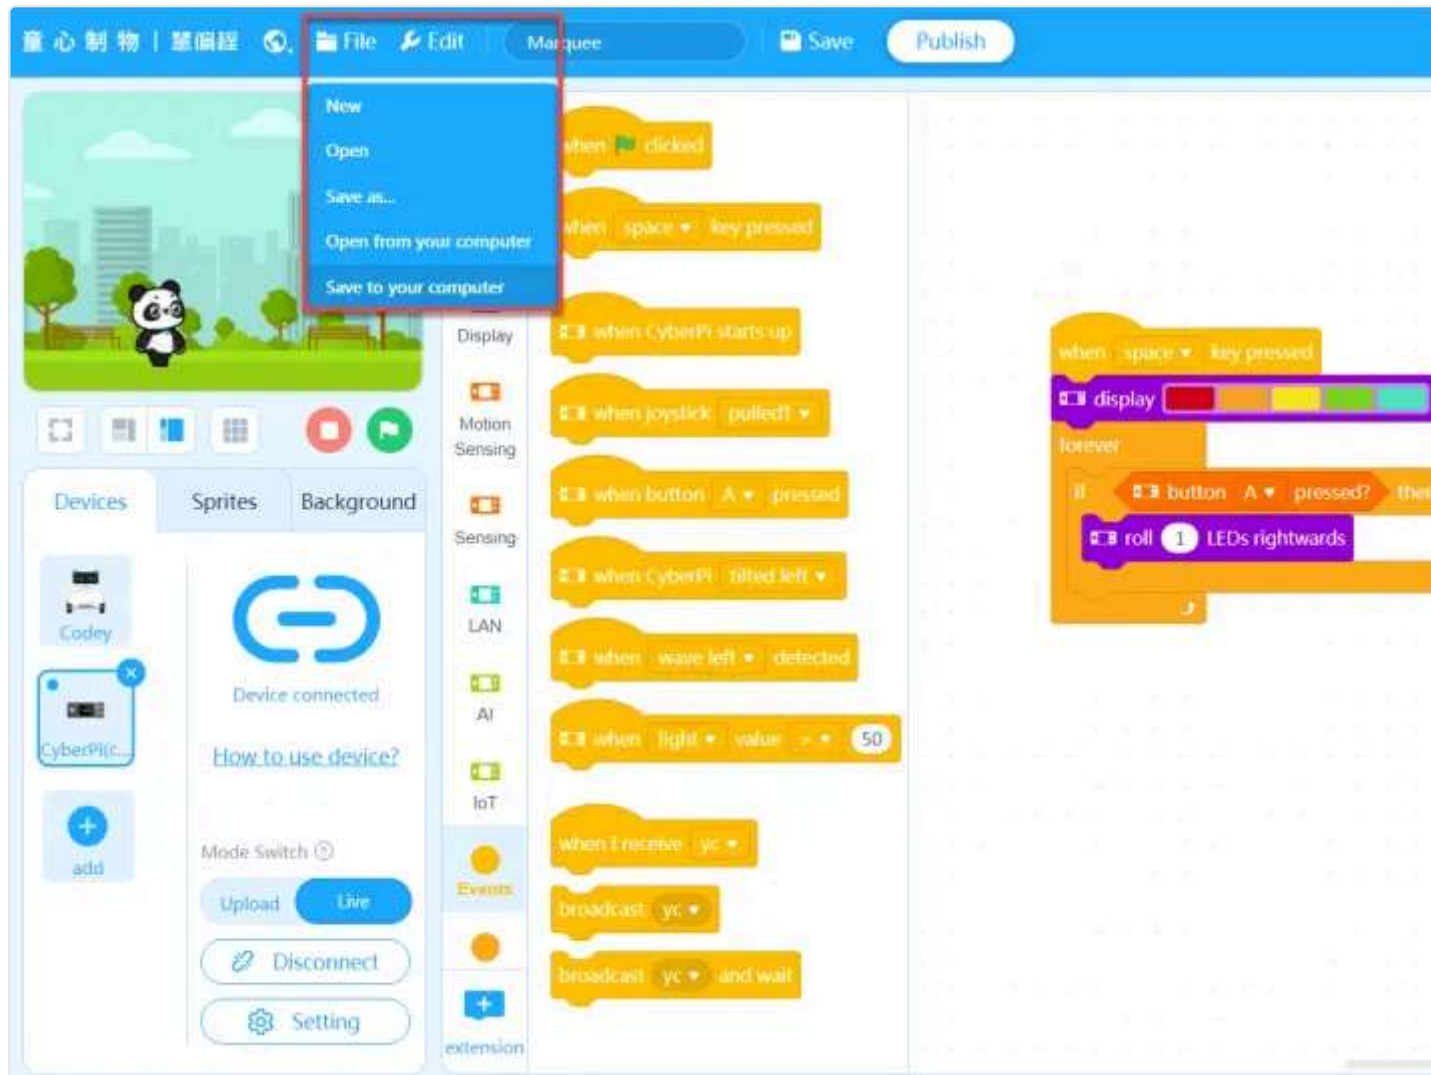 童心制物 | 慧编程 File Edit Marquee Save Publish
New
Open
Save as...
Open from your computer
Save to your computer
Display
Motion
Sensing
Sensing
LAN
AI
IoT
Events
extension
when clicked
when space key pressed
when CyberPi starts up
when joystick pulled↑
when button A pressed
when CyberPi tilted left
when wave left detected
when light value > 50
when I receive yc
broadcast yc
broadcast yc and wait
when space key pressed
display
forever
if button A pressed? then
roll 1 LEDs rightwards
Devices Sprites Background
Codey
CyberPi(c...
add
Device connected
How to use device?
Mode Switch ?
Upload Live
Disconnect
Setting